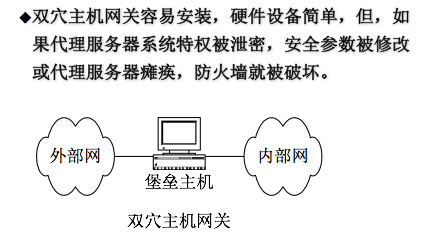 ◆双穴主机网关容易安装，硬件设备简单，但，如
果代理服务器系统特权被泄密，安全参数被修改
或代理服务器瘫痪，防火墙就被破坏。
外部网
内部网
堡垒主机
双穴主机网关